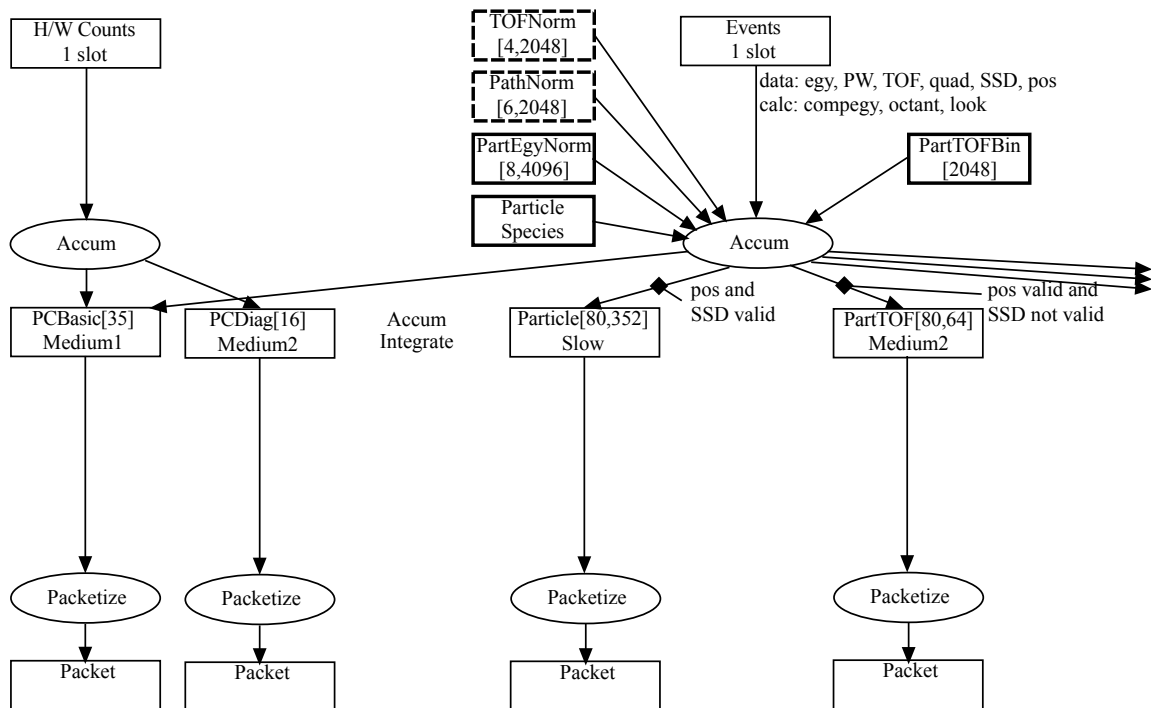 H/W Counts
1 slot
TOFNorm
[4,2048]
Events
1 slot
data: egy, PW, TOF, quad, SSD, pos
calc: compegy, octant, look
PathNorm
[6,2048]
PartEgyNorm
[8,4096]
PartTOFBin
[2048]
Particle
Species
Accum
Accum
pos and
SSD valid
pos valid and
SSD not valid
PCBasic[35]
Medium1
PCDiag[16]
Medium2
Accum
Integrate
Particle[80,352]
Slow
PartTOF[80,64]
Medium2
Packetize
Packetize
Packetize
Packetize
Packet
Packet
Packet
Packet